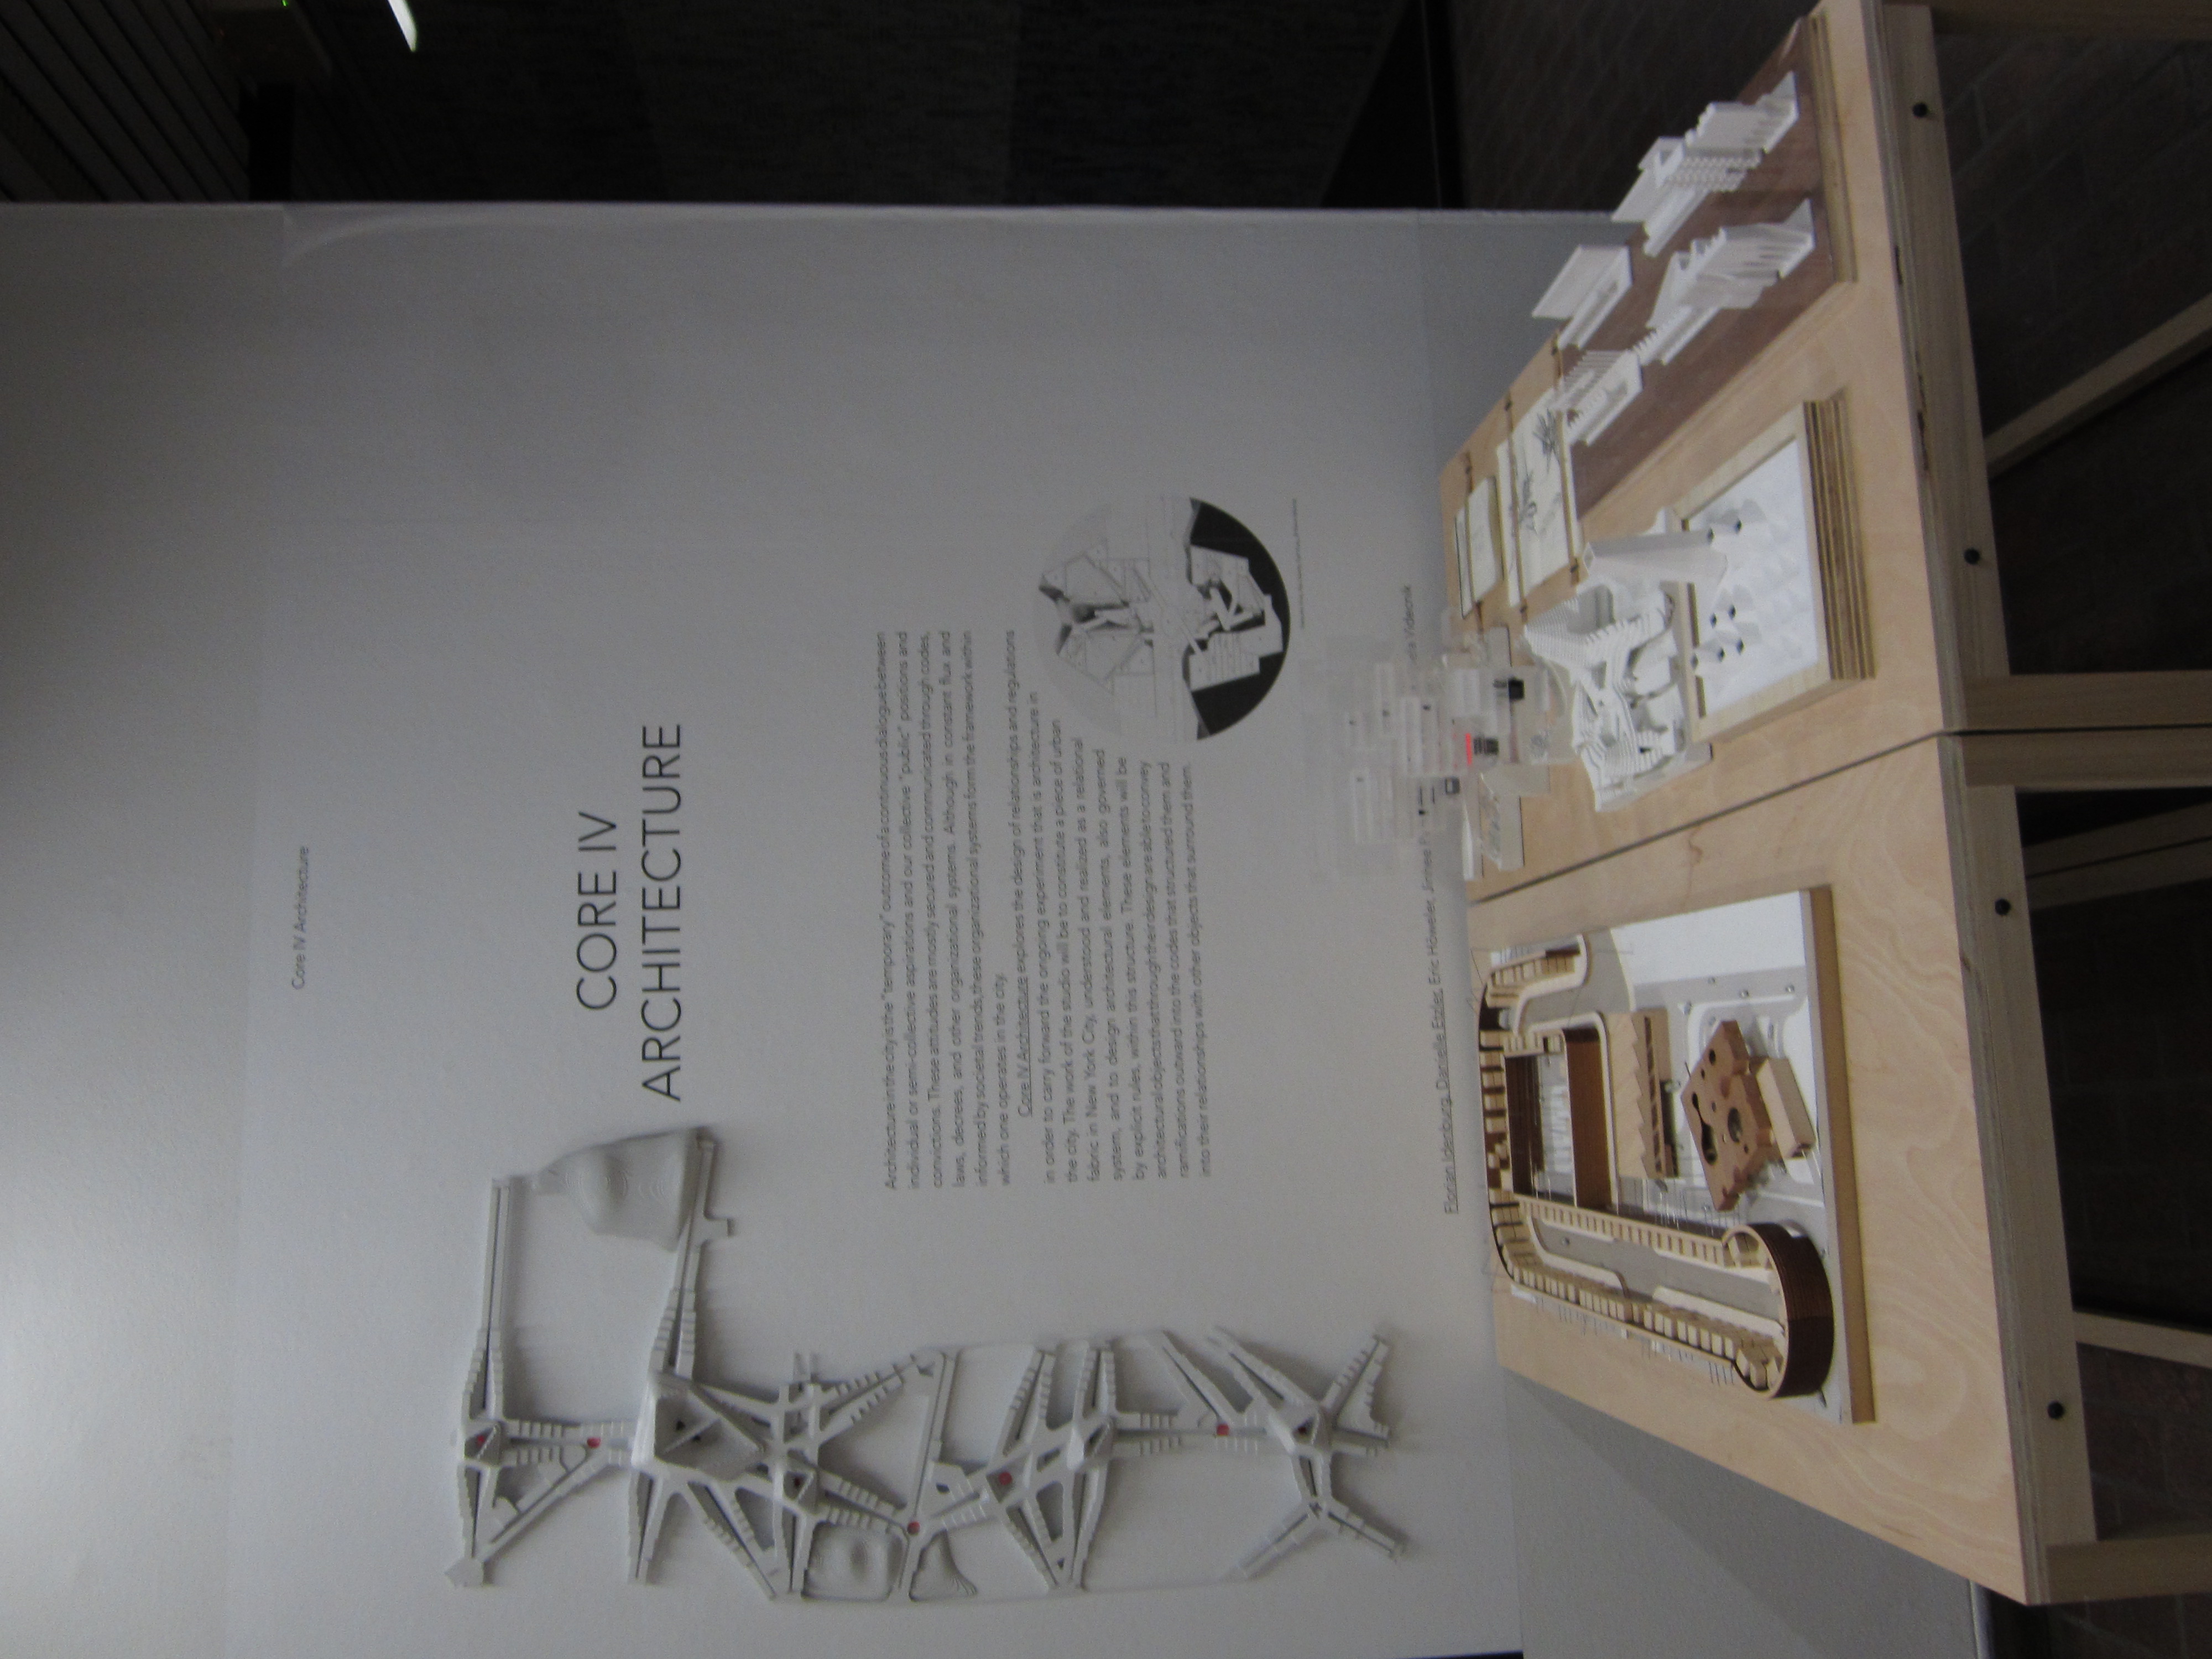 Core IV Architecture
CORE IV
ARCHITECTURE
Architecture in the city is the "temporary" outcome of a continuous dialogue between
individual or semi-collective aspirations and our collective "public" positions and
convictions. These attitudes are mostly secured and communicated through codes,
laws, decrees, and other organizational systems. Although in constant flux and
informed by societal trends, these organizational systems form the framework within
which one operates in the city.
Core IV Architecture explores the design of relationships and regulations
in order to carry forward the ongoing experiment that is architecture in
the city. The work of the studio will be to constitute a piece of urban
fabric in New York City, understood and realized as a relational
system, and to design architectural elements, also governed
by explicit rules, within this structure. These elements will be
architectural objects that through their design are able to convey
ramifications outward into the codes that structured them and
into their relationships with other objects that surround them.
Florian Idenburg, Danielle Etzler, Eric Höweler, Jinhee Videcnik